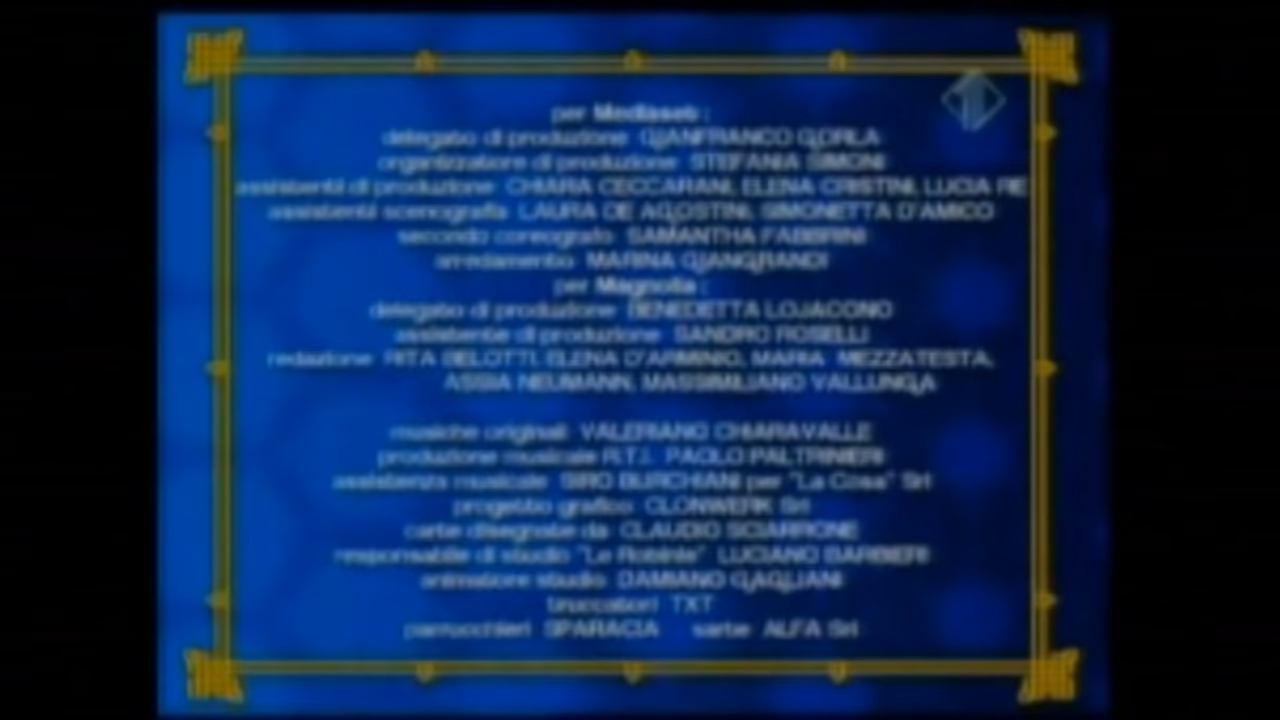 per Mediaset :
delegato di produzione GIANFRANCO GORLA
organizzatore di produzione STEFANIA SIMONI
assistenti di produzione CHIARA CECCARANI, ELENA CRISTINI, LUCIA RE
assistenti scenografia LAURA DE AGOSTINI, SIMONETTA D'AMICO
secondo coreografo SAMANTHA FABBRINI
arredamento MARINA GIANGRANDI
per Magnolia :
delegato di produzione BENEDETTA LOJACONO
assistente di produzione SANDRO ROSELLI
redazione RITA BELOTTI, ELENA D'ARMINIO, MARIA MEZZATESTA,
ASSIA NEUMANN, MASSIMILIANO VALLUNGA
musiche originali VALERIANO CHIARAVALLE
produzione musicale R.T.I. PAOLO PALTRINIERI
assistenza musicale SIRO BURCHIANI per "La Cosa" Srl
progetto grafico CLONWERK Srl
carte disegnate da CLAUDIO SCIARRONE
responsabile di studio "Le Robinie" LUCIANO BARBIERI
animatore studio DAMIANO GAGLIANI
truccatori TXT
parrucchieri SPARACIA sarte ALFA Srl